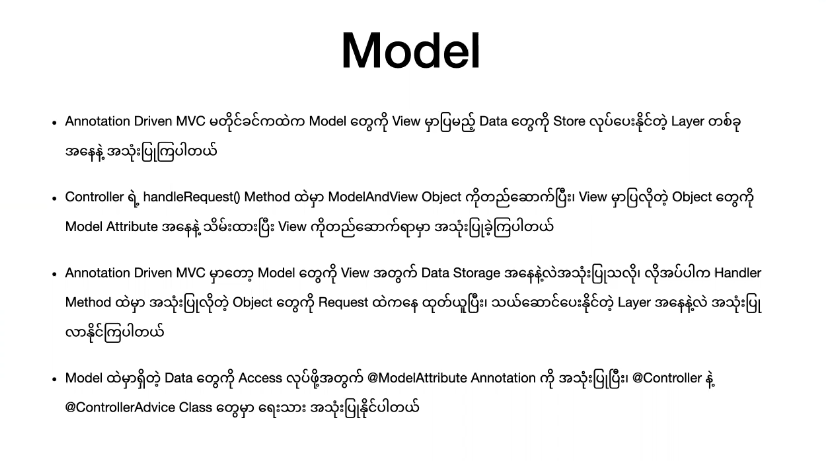 Model
• Annotation Driven MVC မတိုင်ခင်ကထဲက Model တွေကို View မှာပြမည့် Data တွေကို Store လုပ်ပေးနိုင်တဲ့ Layer တစ်ခု
အနေနဲ့ အသုံးပြုကြပါတယ်
• Controller ရဲ့ handleRequest() Method ထဲမှာ ModelAndView Object ကိုတည်ဆောက်ပြီး၊ View မှာပြလိုတဲ့ Object တွေကို
Model Attribute အနေနဲ့ သိမ်းထားပြီး View ကိုတည်ဆောက်ရာမှာ အသုံးပြုခဲ့ကြပါတယ်
• Annotation Driven MVC မှာတော့ Model တွေကို View အတွက် Data Storage အနေနဲ့လဲအသုံးပြုသလို၊ လိုအပ်ပါက Handler
Method ထဲမှာ အသုံးပြုလိုတဲ့ Object တွေကို Request ထဲကနေ ထုတ်ယူပြီး၊ သယ်ဆောင်ပေးနိုင်တဲ့ Layer အနေနဲ့လဲ အသုံးပြု
လာနိုင်ကြပါတယ်
• Model ထဲမှာရှိတဲ့ Data တွေကို Access လုပ်ဖို့အတွက် @ModelAttribute Annotation ကို အသုံးပြုပြီး၊ @Controller နဲ့
@ControllerAdvice Class တွေမှာ ရေးသား အသုံးပြုနိုင်ပါတယ်